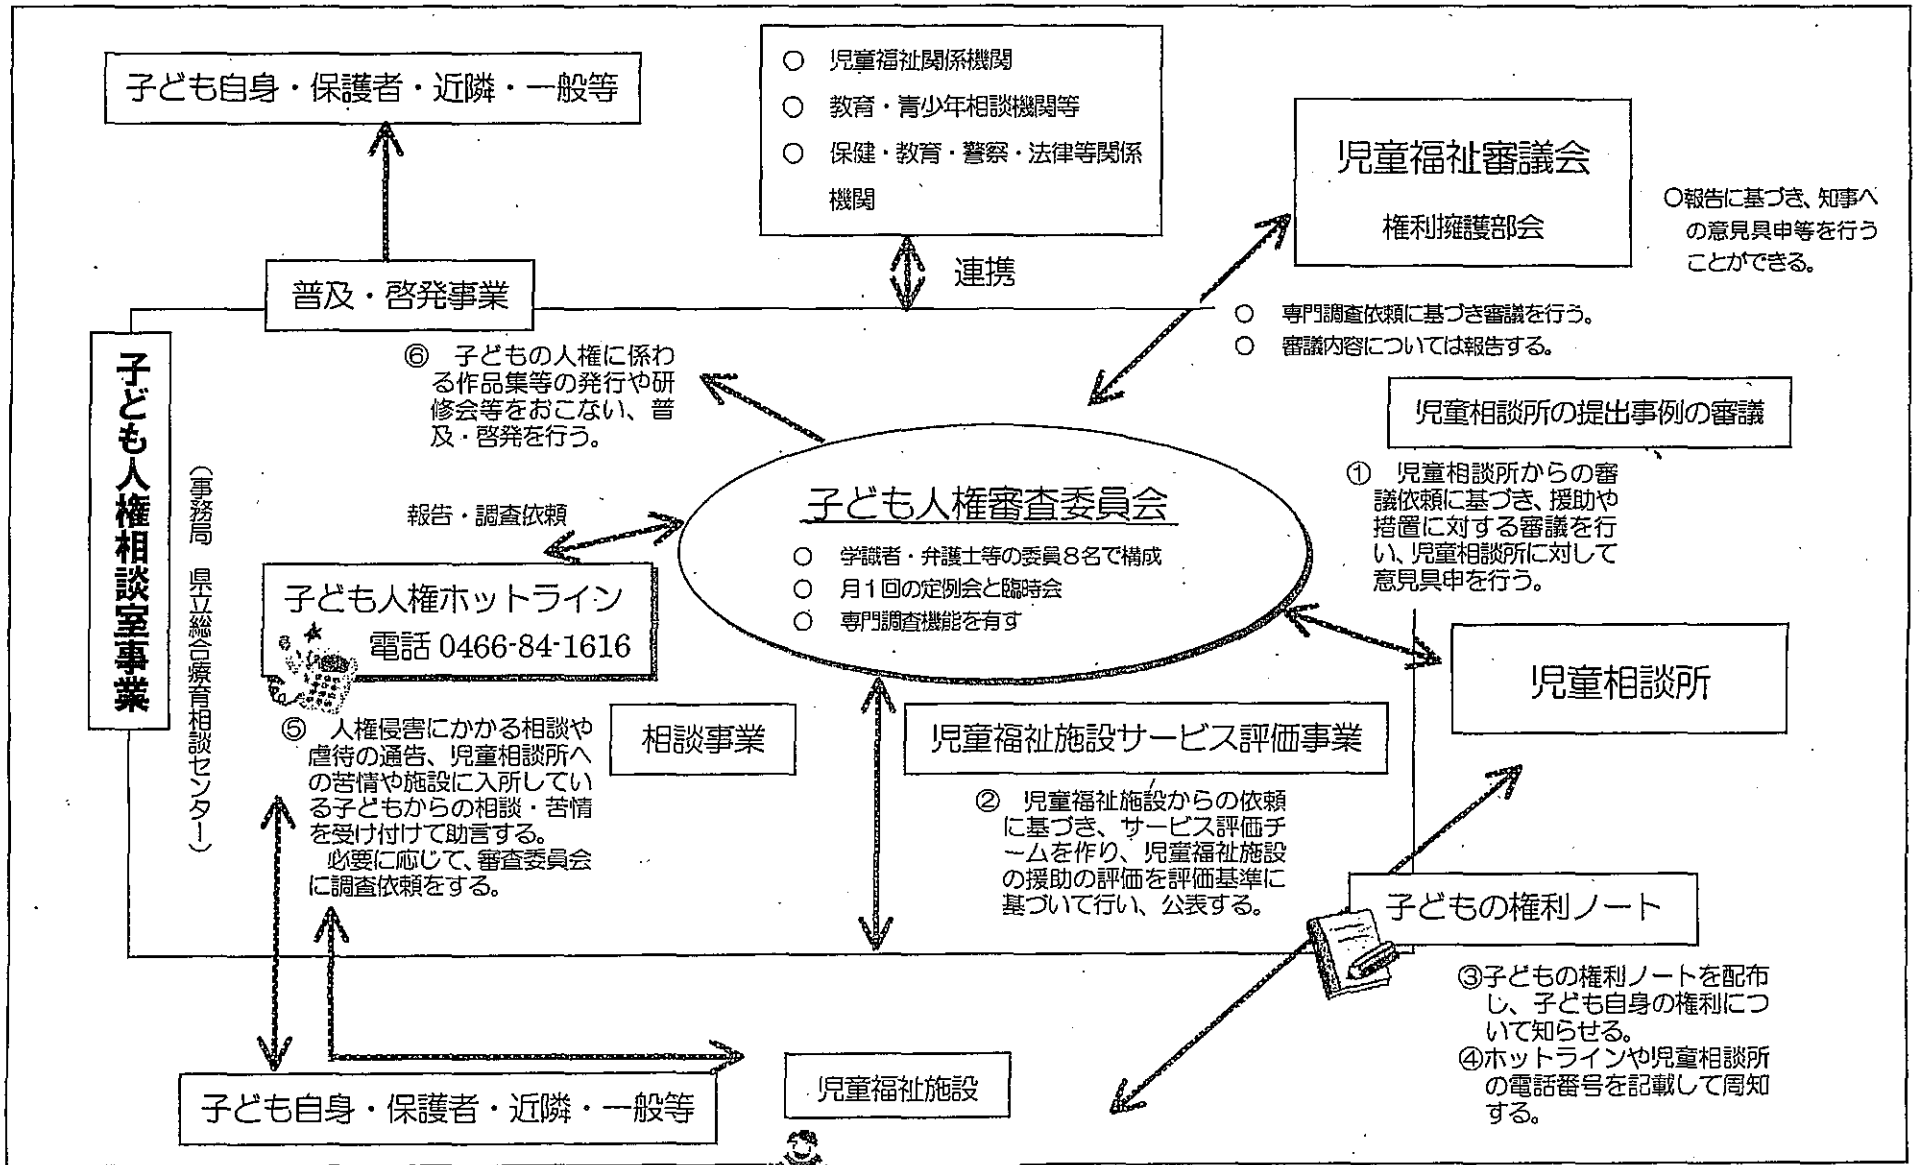 子ども自身・保護者・近隣・一般等
○ 児童福祉関係機関
○ 教育・青少年相談機関等
○ 保健・教育・警察・法律等関係
機関
児童福祉審議会
権利擁護部会
○報告に基づき、知事へ
の意見具申等を行う
ことができる。
普及・啓発事業
連携
○ 専門調査依頼に基づき審議を行う。
○ 審議内容については報告する。
子ども人権相談室事業
(事務局 県立総合療育相談センター)
⑥ 子どもの人権に係わ
る作品集等の発行や研
修会等をおこない、普
及・啓発を行う。
児童相談所の提出事例の審議
① 児童相談所からの審
議依頼に基づき、援助や
措置に対する審議を行
い、児童相談所に対して
意見具申を行う。
子ども人権審査委員会
○ 学識者・弁護士等の委員8名で構成
○ 月1回の定例会と臨時会
○ 専門調査機能を有す
報告・調査依頼
子ども人権ホットライン
電話 0466-84-1616
児童相談所
⑤ 人権侵害にかかる相談や
虐待の通告、児童相談所へ
の苦情や施設に入所してい
る子どもからの相談・苦情
を受け付けて助言する。
必要に応じて、審査委員会
に調査依頼をする。
相談事業
児童福祉施設サービス評価事業
② 児童福祉施設からの依頼
に基づき、サービス評価チ
ームを作り、児童福祉施設
の援助の評価を評価基準に
基づいて行い、公表する。
子どもの権利ノート
③子どもの権利ノートを配布
し、子ども自身の権利につ
いて知らせる。
④ホットラインや児童相談所
の電話番号を記載して周知
する。
子ども自身・保護者・近隣・一般等
児童福祉施設